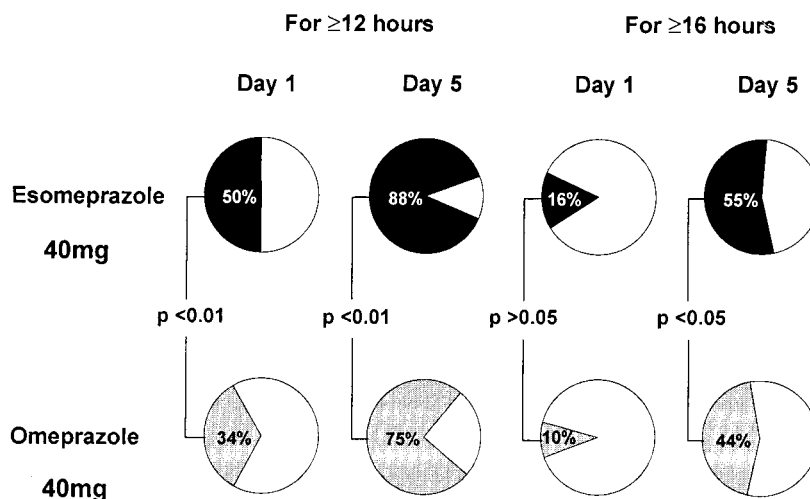 For ≥12 hours For ≥16 hours
Day 1 Day 5 Day 1 Day 5
Esomeprazole 50% 88% 16% 55%
40mg
p <0.01 p <0.01 p >0.05 p <0.05
Omeprazole 34% 75% 10% 44%
40mg